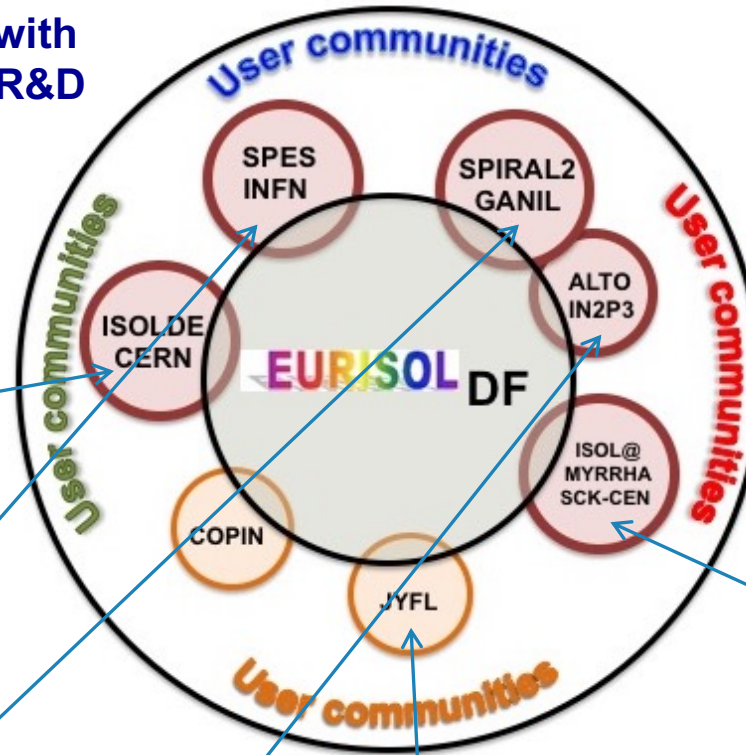 with
R&D
User communities
SPES
INFN
SPIRAL2
GANIL
User communities
User communities
ALTO
IN2P3
ISOLDE
CERN
EURISOL DF
ISOL@
MYRRHA
SCK-CEN
COPIN
JYFL
User communities